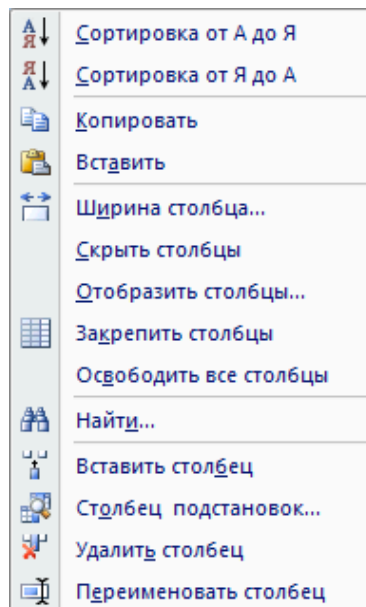 Сортировка от А до Я
Сортировка от Я до А
Копировать
Вставить
Ширина столбца...
Скрыть столбцы
Отобразить столбцы...
Закрепить столбцы
Освободить все столбцы
Найти...
Вставить столбец
Столбец подстановок...
Удалить столбец
Переименовать столбец